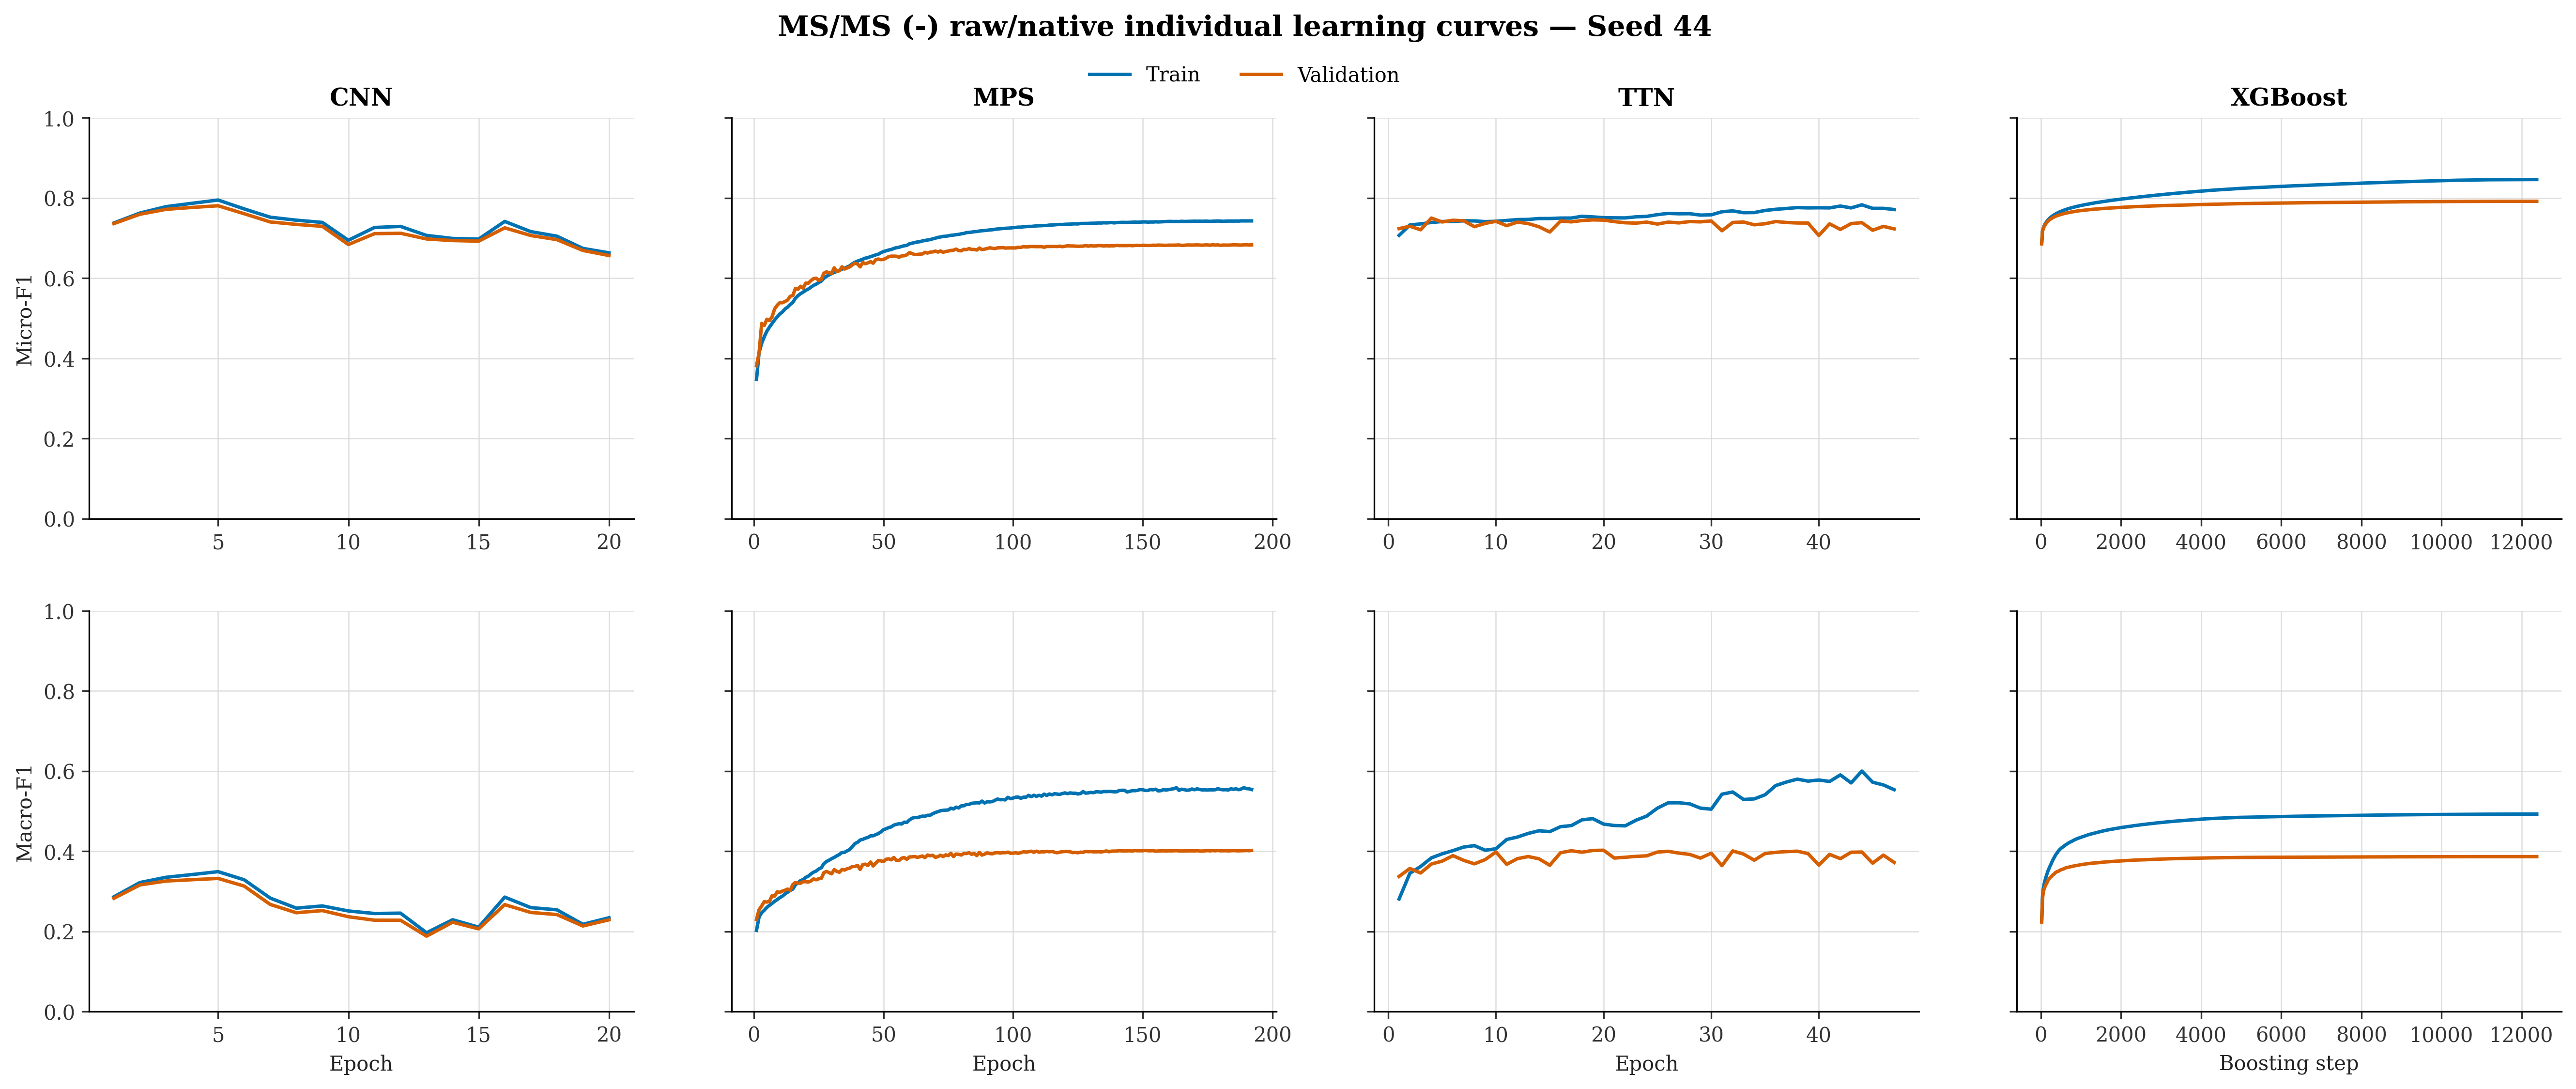 MS/MS (-) raw/native individual learning curves — Seed 44
Train Validation
CNN MPS TTN XGBoost
Micro-F1
1.0
0.8
0.6
0.4
0.2
0.0
5 10 15 20
0 50 100 150 200
0 10 20 30 40
0 2000 4000 6000 8000 10000 12000
Macro-F1
1.0
0.8
0.6
0.4
0.2
0.0
5 10 15 20
0 50 100 150 200
0 10 20 30 40
0 2000 4000 6000 8000 10000 12000
Epoch Epoch Epoch Boosting step